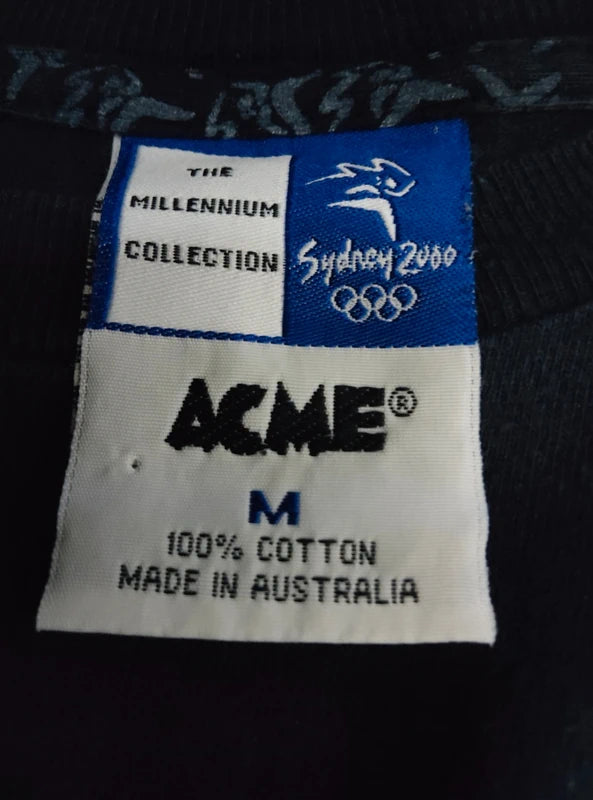 THE
MILLENNIUM
COLLECTION
Sydney 2000
ACME®
M
100% COTTON
MADE IN AUSTRALIA